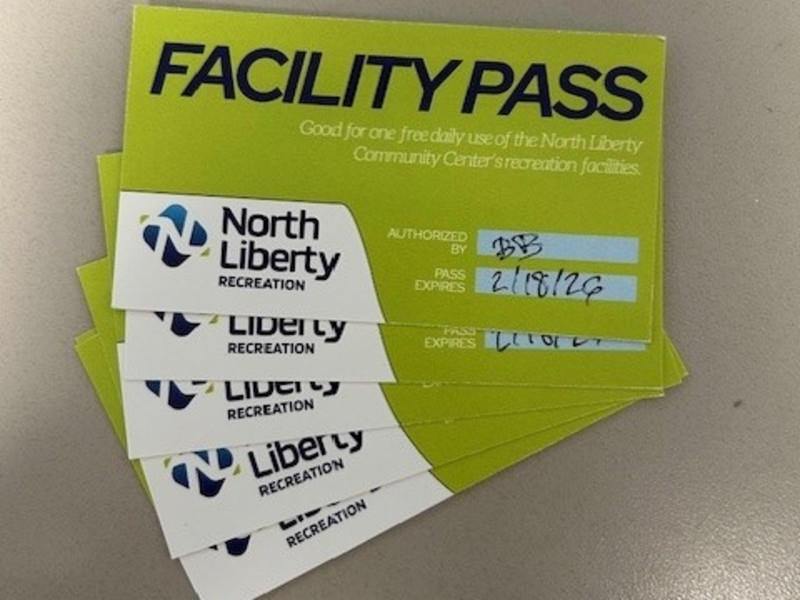 FACILITY PASS
Good for one free daily use of the North Liberty
Community Center's recreation facilities.
North
Liberty
RECREATION
AUTHORIZED
BY
BB
PASS
EXPIRES
2/18/26
Liberty
RECREATION
PASS
EXPIRES
Liberty
RECREATION
Liberty
RECREATION
RECREATION